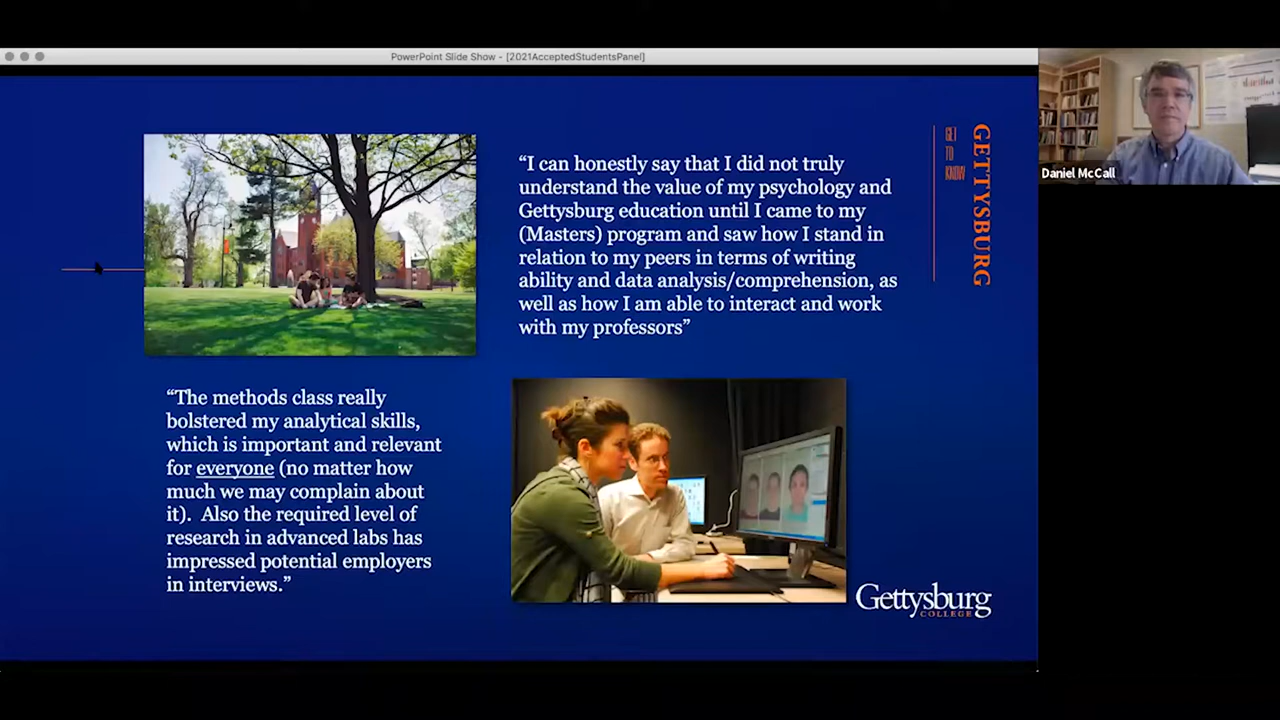 PowerPoint Slide Show - [2021AcceptedStudentsPanel]
“I can honestly say that I did not truly
understand the value of my psychology and
Gettysburg education until I came to my
(Masters) program and saw how I stand in
relation to my peers in terms of writing
ability and data analysis/comprehension, as
well as how I am able to interact and work
with my professors”
GET
TO
KNOW
GETTYSBURG
Daniel McCall
“The methods class really
bolstered my analytical skills,
which is important and relevant
for everyone (no matter how
much we may complain about
it).  Also the required level of
research in advanced labs has
impressed potential employers
in interviews.”
Gettysburg
COLLEGE